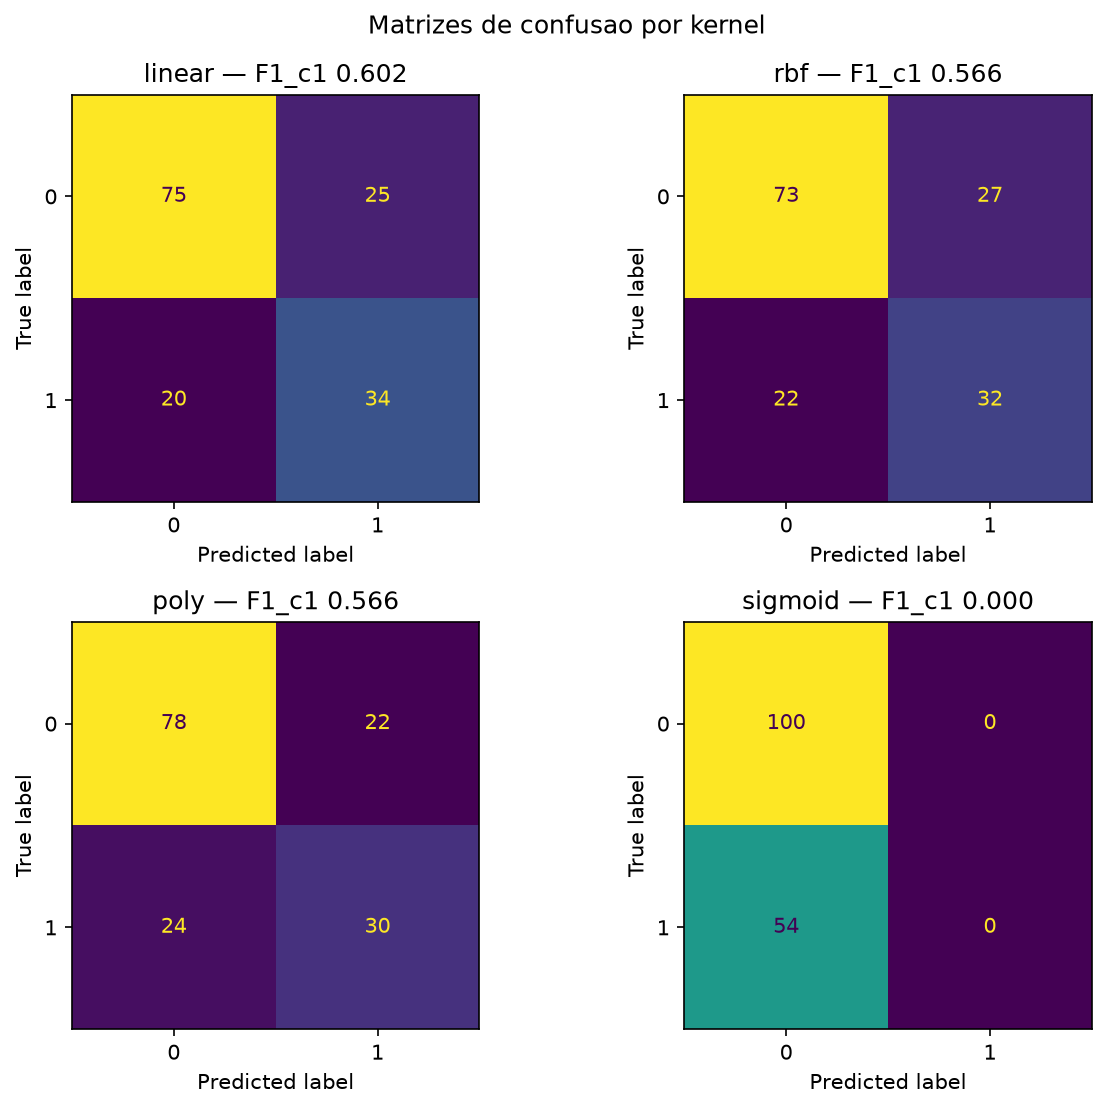 Matrizes de confusao por kernel
linear — F1_c1 0.602
75 25
20 34
0
1
0 1
True label
Predicted label
rbf — F1_c1 0.566
73 27
22 32
0
1
0 1
True label
Predicted label
poly — F1_c1 0.566
78 22
24 30
0
1
0 1
True label
Predicted label
sigmoid — F1_c1 0.000
100 0
54 0
0
1
0 1
True label
Predicted label